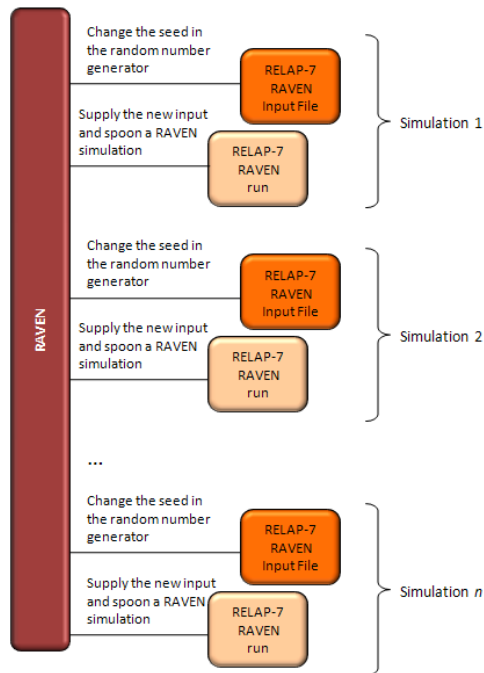 RAVEN
Change the seed in
the random number
generator
RELAP-7
RAVEN
Input File
Supply the new input
and spoon a RAVEN
simulation
RELAP-7
RAVEN
run
Simulation 1
Change the seed in
the random number
generator
RELAP-7
RAVEN
Input File
Supply the new input
and spoon a RAVEN
simulation
RELAP-7
RAVEN
run
Simulation 2
...
Change the seed in
the random number
generator
RELAP-7
RAVEN
Input File
Supply the new input
and spoon a RAVEN
simulation
RELAP-7
RAVEN
run
Simulation n